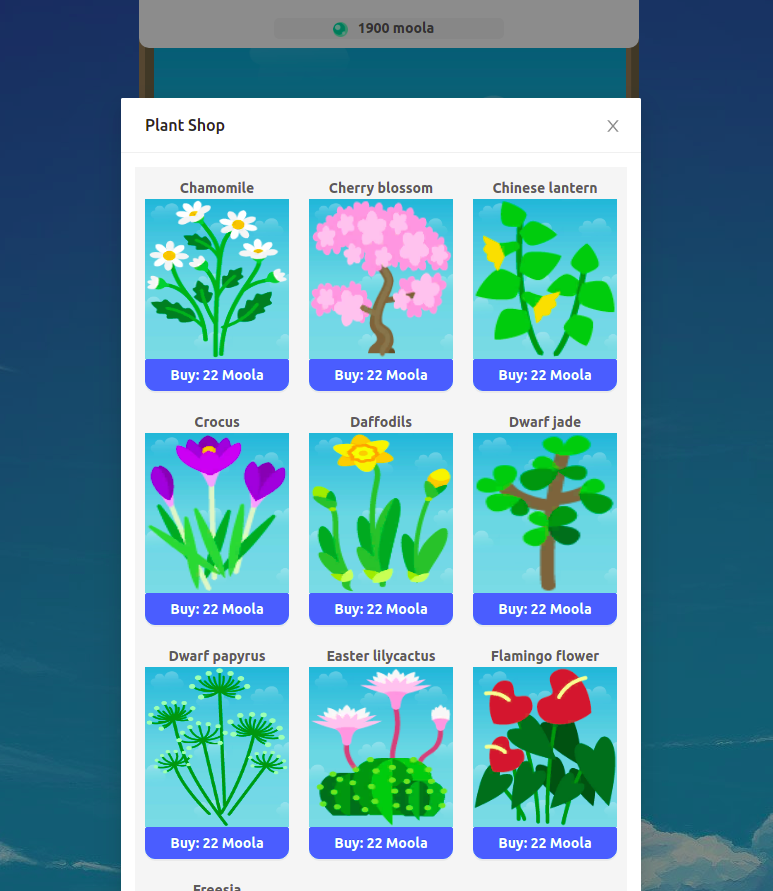 1900 moola
Plant Shop
Chamomile
Cherry blossom
Chinese lantern
Buy: 22 Moola
Buy: 22 Moola
Buy: 22 Moola
Crocus
Daffodils
Dwarf jade
Buy: 22 Moola
Buy: 22 Moola
Buy: 22 Moola
Dwarf papyrus
Easter lilycactus
Flamingo flower
Buy: 22 Moola
Buy: 22 Moola
Buy: 22 Moola
Freesia